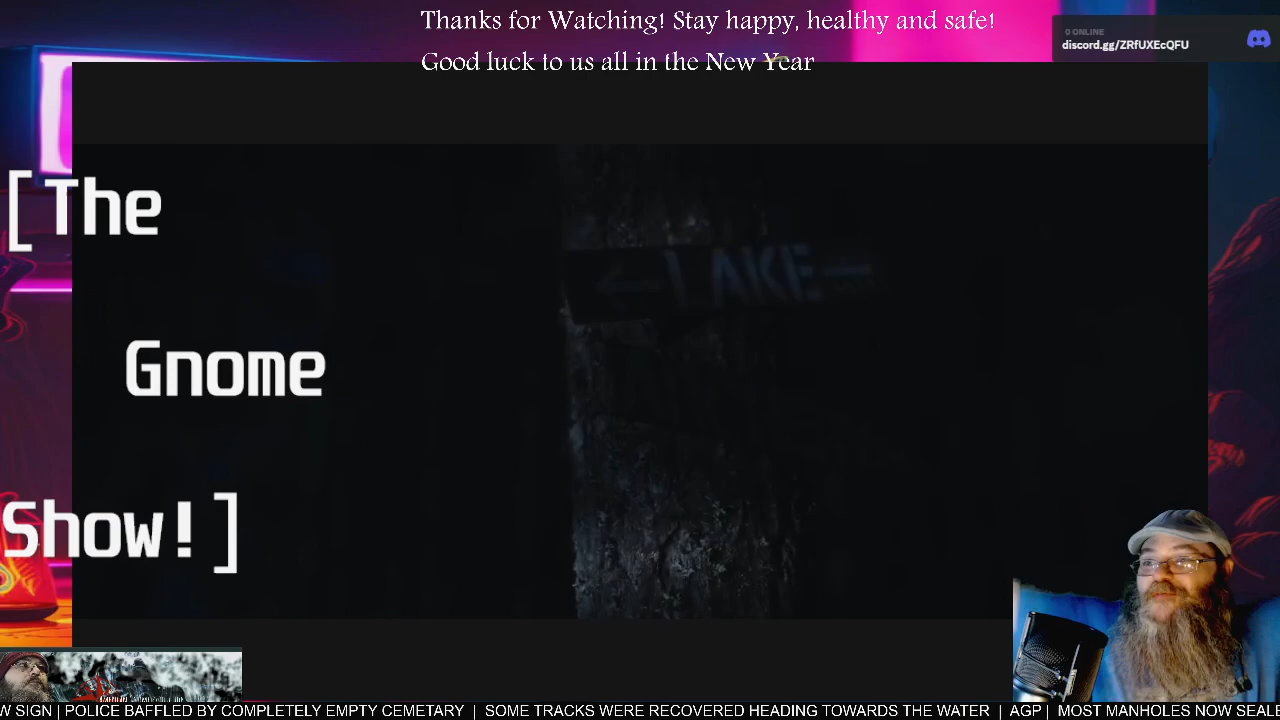 Thanks for Watching! Stay happy, healthy and safe!
Good luck to us all in the New Year
0 ONLINE
discord.gg/ZRfUXEcQFU
[The
Gnome
Show!]
← LAKE
W SIGN | POLICE BAFFLED BY COMPLETELY EMPTY CEMETARY | SOME TRACKS WERE RECOVERED HEADING TOWARDS THE WATER | AGP | MOST MANHOLES NOW SEALE